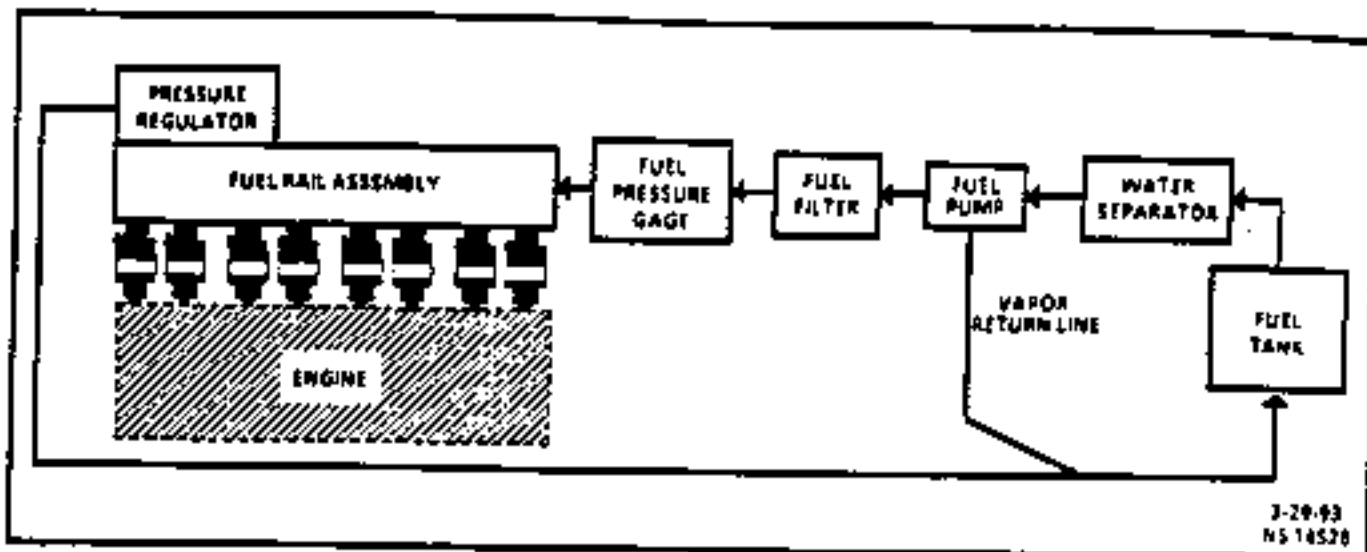 PRESSURE
REGULATOR
FUEL RAIL ASSEMBLY
FUEL
PRESSURE
GAGE
FUEL
FILTER
FUEL
PUMP
WATER
SEPARATOR
VAPOR
RETURN LINE
FUEL
TANK
ENGINE